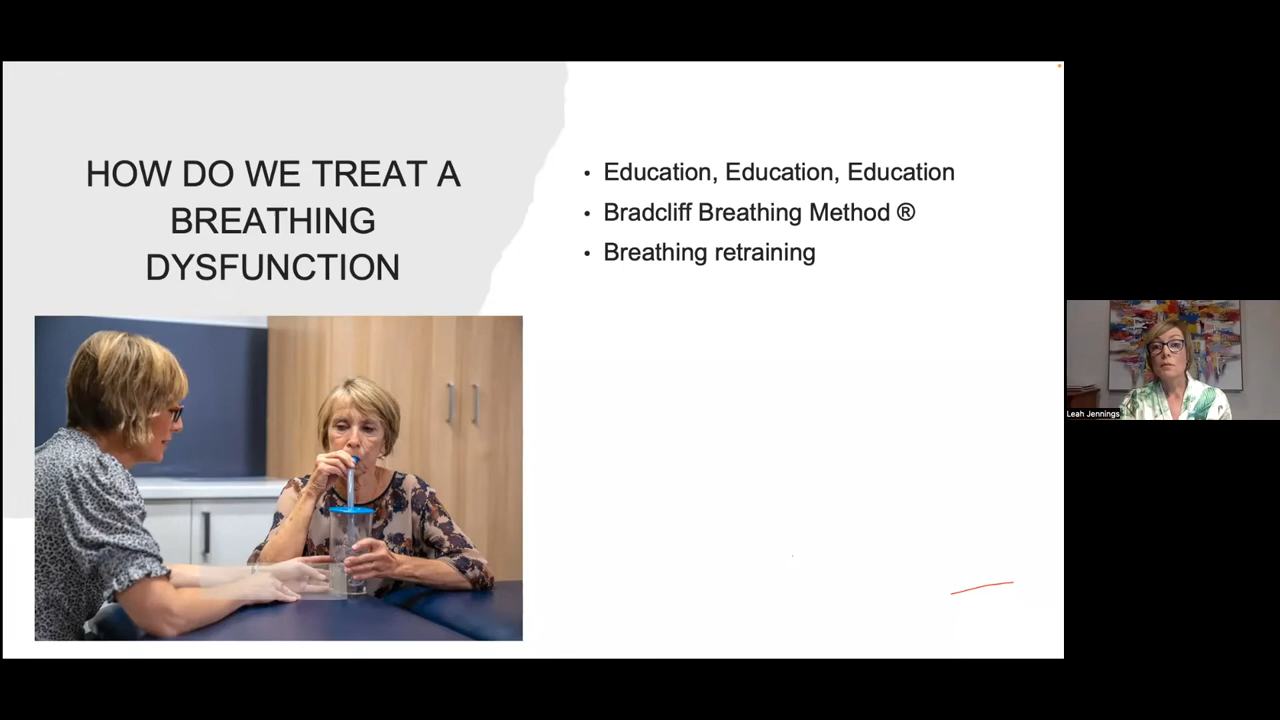 HOW DO WE TREAT A
BREATHING
DYSFUNCTION
• Education, Education, Education
• Bradcliff Breathing Method ®
• Breathing retraining
Leah Jennings